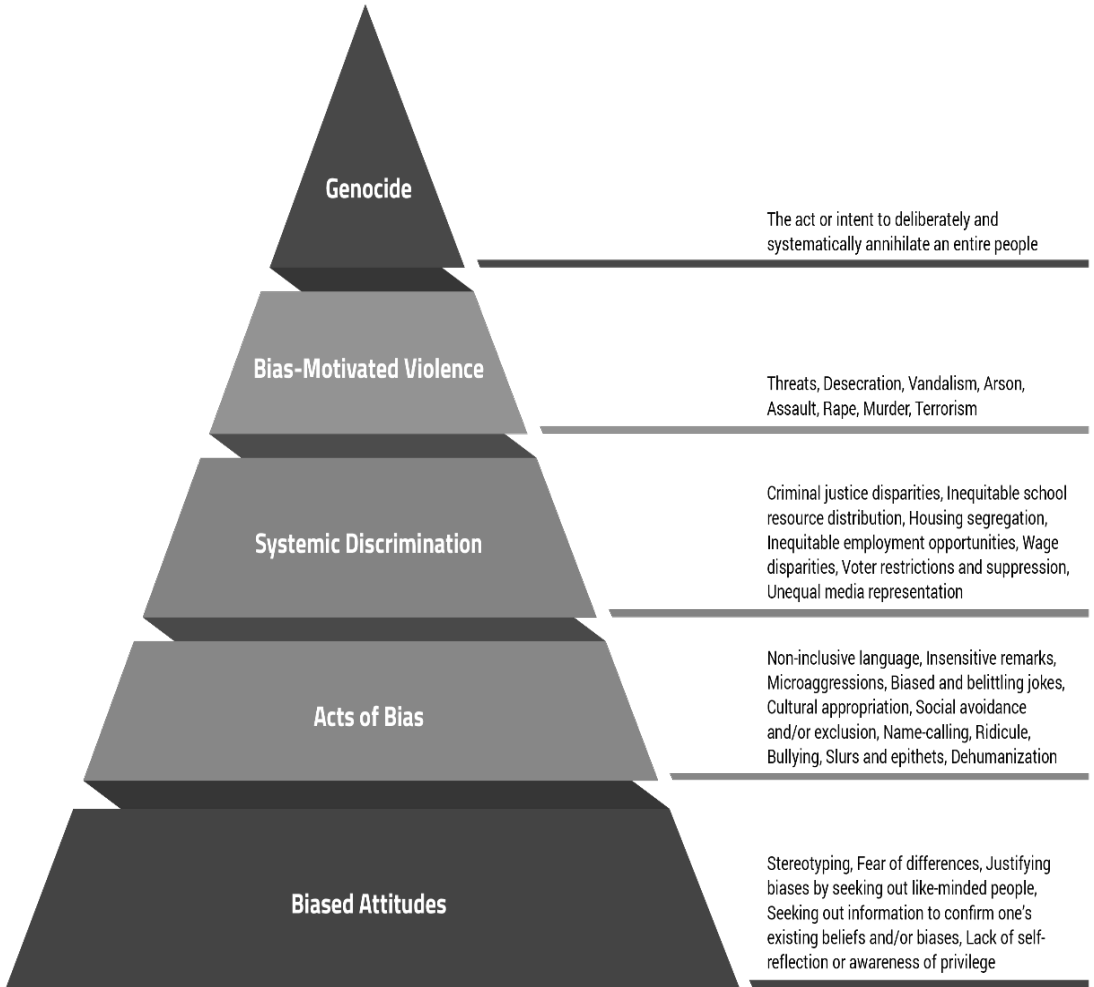 Genocide
The act or intent to deliberately and
systematically annihilate an entire people
Bias-Motivated Violence
Threats, Desecration, Vandalism, Arson,
Assault, Rape, Murder, Terrorism
Systemic Discrimination
Criminal justice disparities, Inequitable school
resource distribution, Housing segregation,
Inequitable employment opportunities, Wage
disparities, Voter restrictions and suppression,
Unequal media representation
Acts of Bias
Non-inclusive language, Insensitive remarks,
Microaggressions, Biased and belittling jokes,
Cultural appropriation, Social avoidance
and/or exclusion, Name-calling, Ridicule,
Bullying, Slurs and epithets, Dehumanization
Biased Attitudes
Stereotyping, Fear of differences, Justifying
biases by seeking out like-minded people,
Seeking out information to confirm one's
existing beliefs and/or biases, Lack of self-
reflection or awareness of privilege